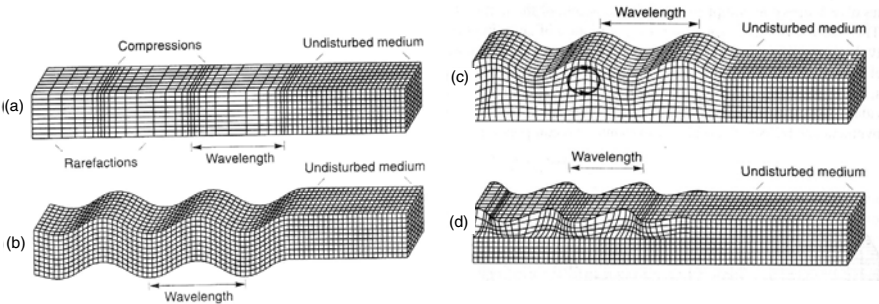 Compressions
Undisturbed medium
(a)
Rarefactions
Wavelength
Undisturbed medium
(b)
Wavelength
Wavelength
Undisturbed medium
(c)
Wavelength
Undisturbed medium
(d)